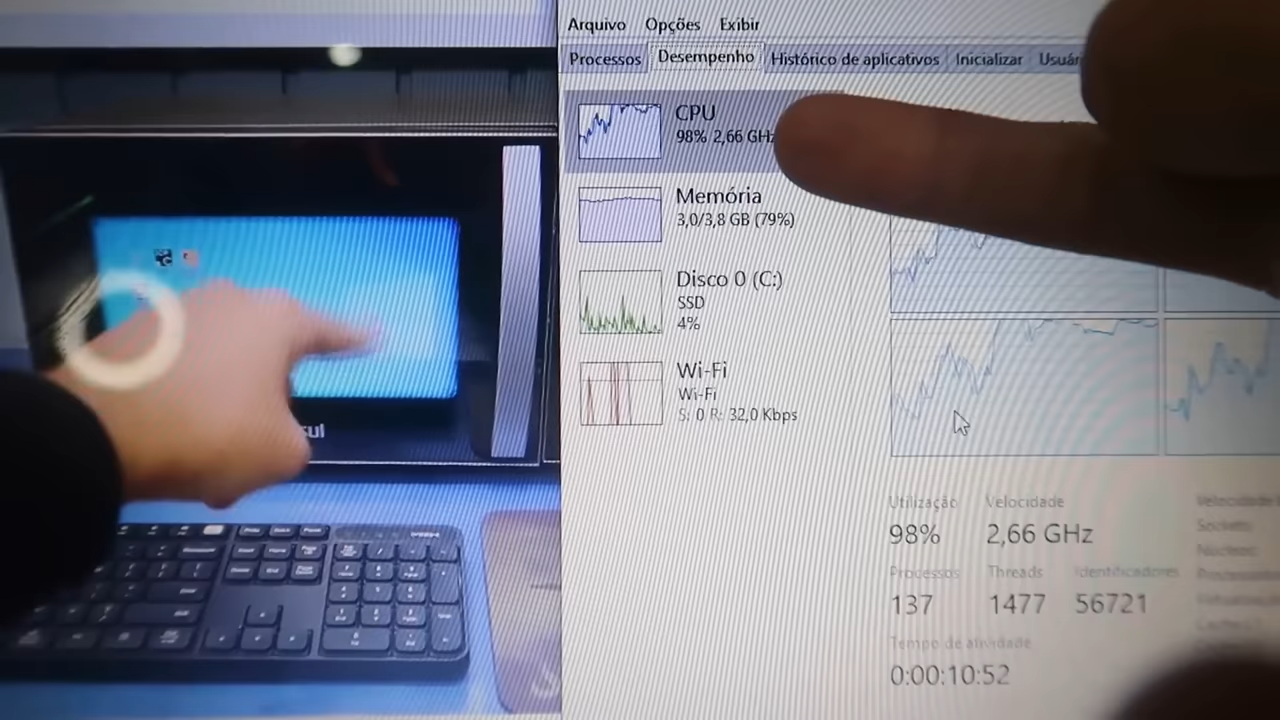 Arquivo Opções Exibir
Processos Desempenho Histórico de aplicativos Inicializar Usuár
CPU
98% 2,66 GHz
Memória
3,0/3,8 GB (79%)
Disco 0 (C:)
SSD
4%
Wi-Fi
Wi-Fi
S: 0 R: 32,0 Kbps
Utilização Velocidade
98% 2,66 GHz
Processos Threads Identificadores
137 1477 56721
Tempo de atividade
0:00:10:52